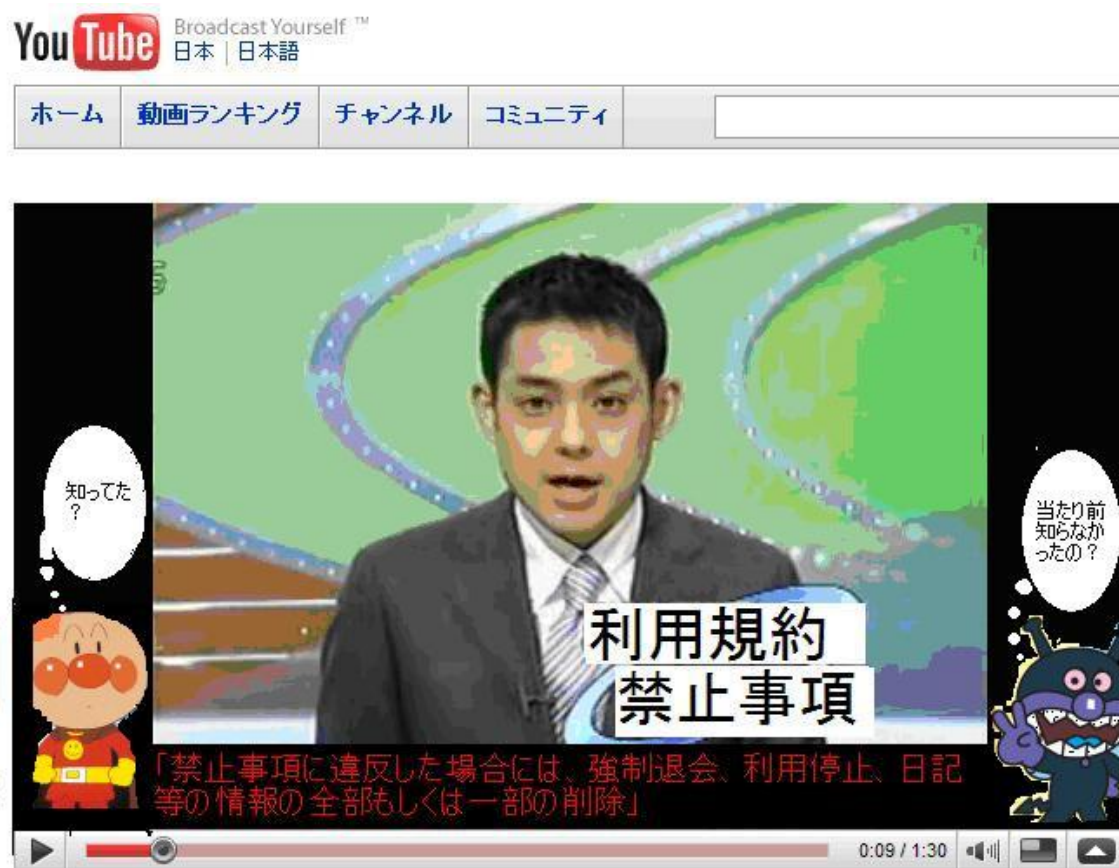 You Tube Broadcast Yourself ™
日本 | 日本語
ホーム 動画ランキング チャンネル コミュニティ
知ってた
?
当たり前
知らなか
ったの?
利用規約
禁止事項
「禁止事項に違反した場合には、強制退会、利用停止、日記
等の情報の全部もしくは一部の削除」
0:09 / 1:30